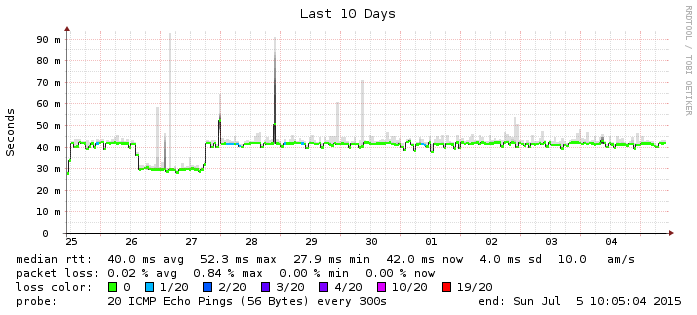 Last 10 Days
RRDTOOL / TOBI OETIKER
Seconds
90 m
80 m
70 m
60 m
50 m
40 m
30 m
20 m
10 m
0
25 26 27 28 29 30 01 02 03 04
median rtt: 40.0 ms avg 52.3 ms max 27.9 ms min 42.0 ms now 4.0 ms sd 10.0 am/s
packet loss: 0.02 % avg 0.84 % max 0.00 % min 0.00 % now
loss color: 0 1/20 2/20 3/20 4/20 10/20 19/20
probe: 20 ICMP Echo Pings (56 Bytes) every 300s end: Sun Jul 5 10:05:04 2015